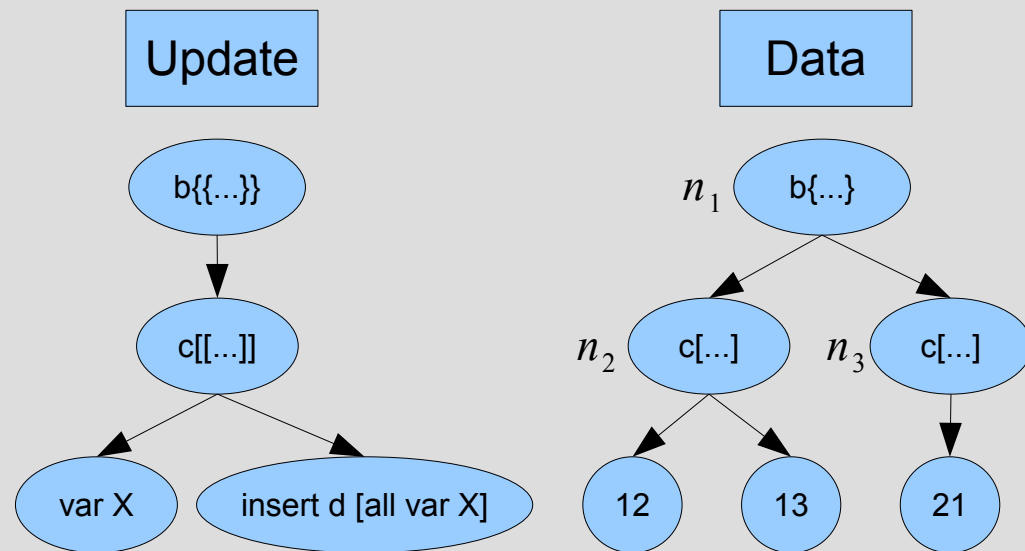 Update
Data
b{{...}}
n1
b{...}
c[[...]]
n2
c[...]
n3
c[...]
var X
insert d [all var X]
12
13
21